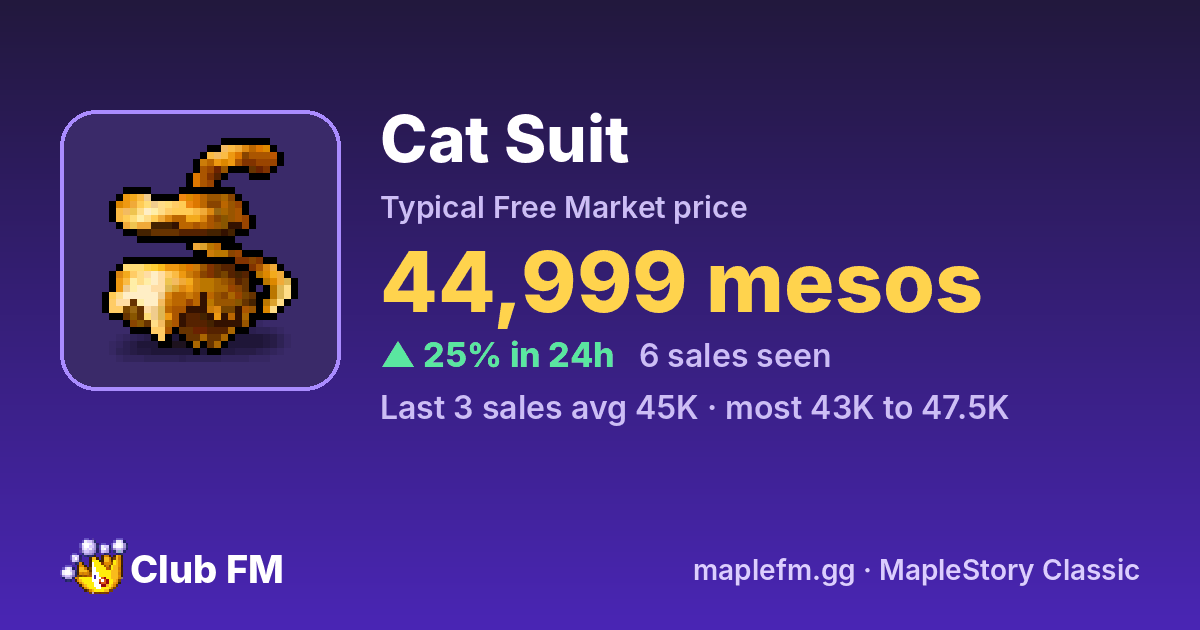 Cat Suit
Typical Free Market price
44,999 mesos
▲ 25% in 24h 6 sales seen
Last 3 sales avg 45K · most 43K to 47.5K
Club FM
maplefm.gg · MapleStory Classic